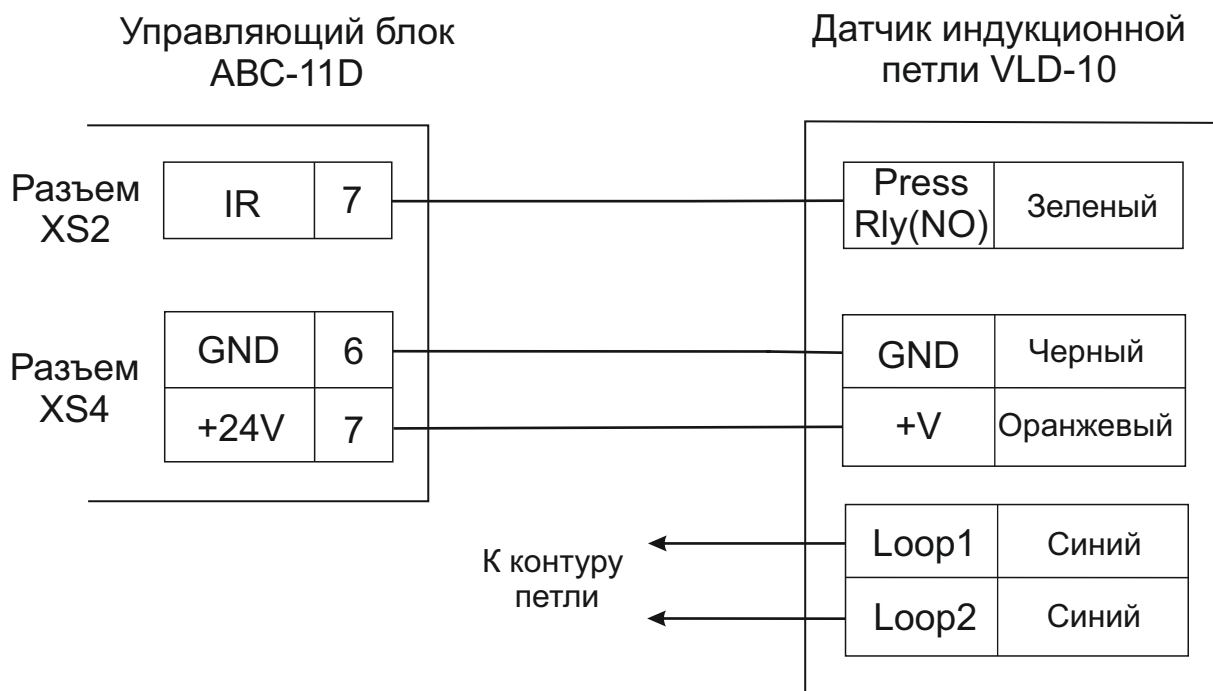 Управляющий блок
ABC-11D
Датчик индукционной
петли VLD-10
Разъем
XS2
IR 7
Press
Rly(NO)
Зеленый
Разъем
XS4
GND 6
+24V 7
GND Черный
+V Оранжевый
К контуру
петли
Loop1 Синий
Loop2 Синий